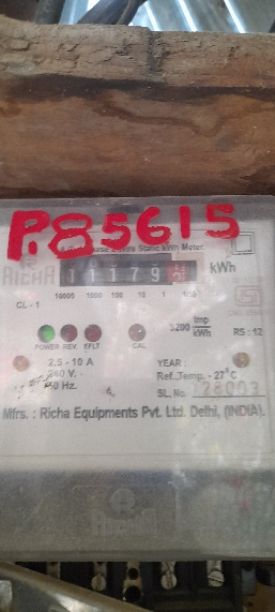 P.85615
Static kWh Meter
RICHA
11179
kWh
CL - 1
10000 1000 100 10 1
3200 imp/kWh
POWER REV. EFLT CAL
RS : 12
2.5 - 10 A
YEAR :
240 V.
Ref. Temp. - 27°C
50 Hz.
SL. No. 28003
Mfrs. : Richa Equipments Pvt. Ltd. Delhi, (INDIA).
RICHA